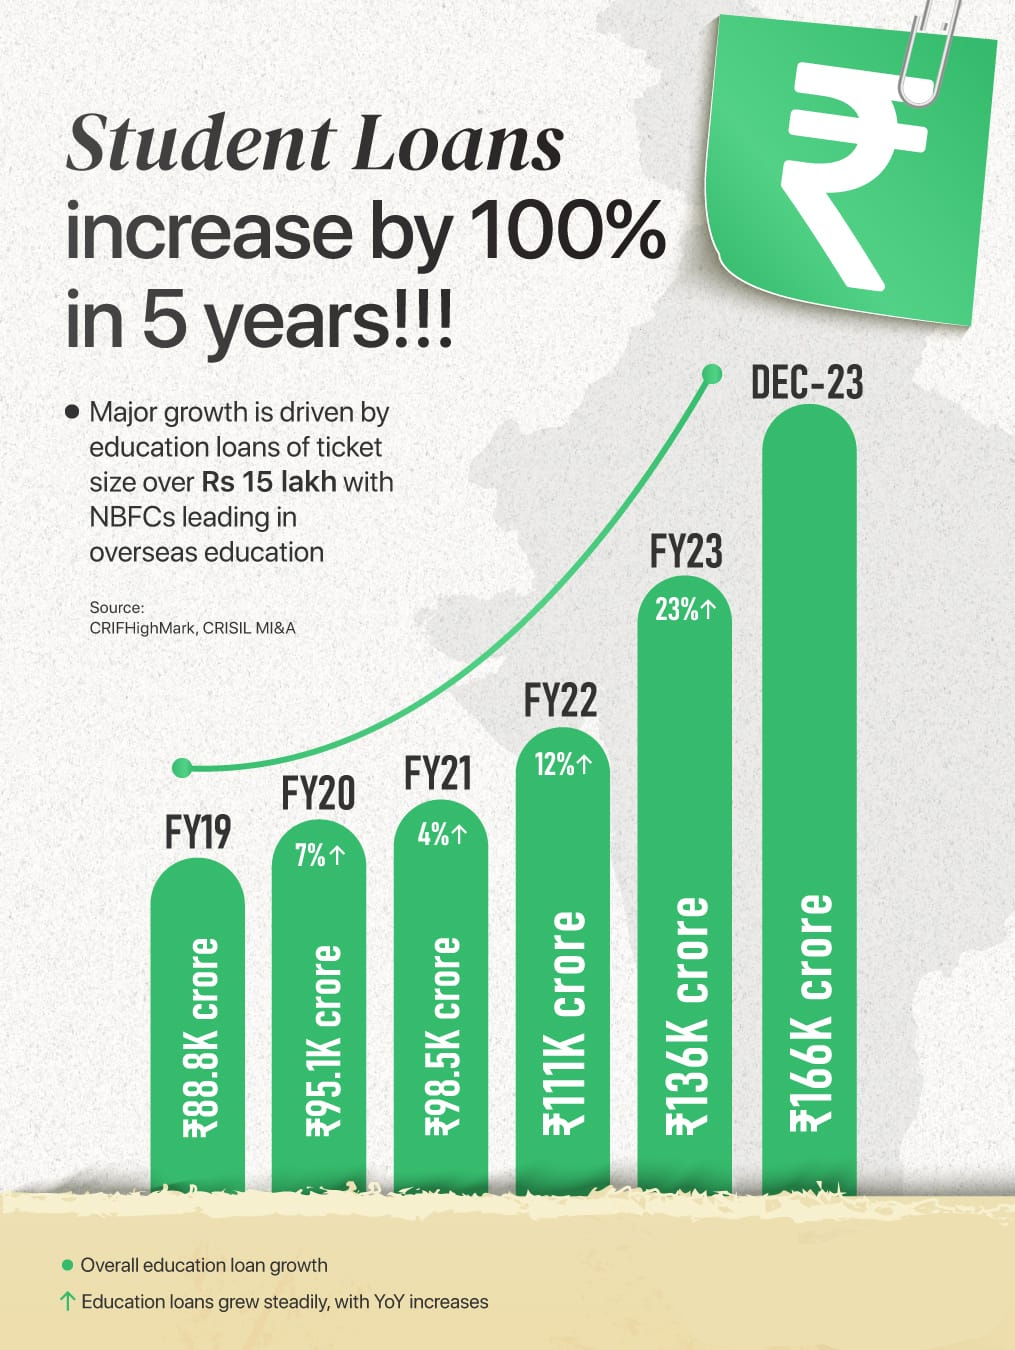 ₹
Student Loans
increase by 100%
in 5 years!!!
● Major growth is driven by
education loans of ticket
size over Rs 15 lakh with
NBFCs leading in
overseas education
Source:
CRIFHighMark, CRISIL MI&A
FY19
₹88.8K crore
FY20
7%↑
₹95.1K crore
FY21
4%↑
₹98.5K crore
FY22
12%↑
₹111K crore
FY23
23%↑
₹136K crore
DEC-23
₹166K crore
● Overall education loan growth
↑ Education loans grew steadily, with YoY increases